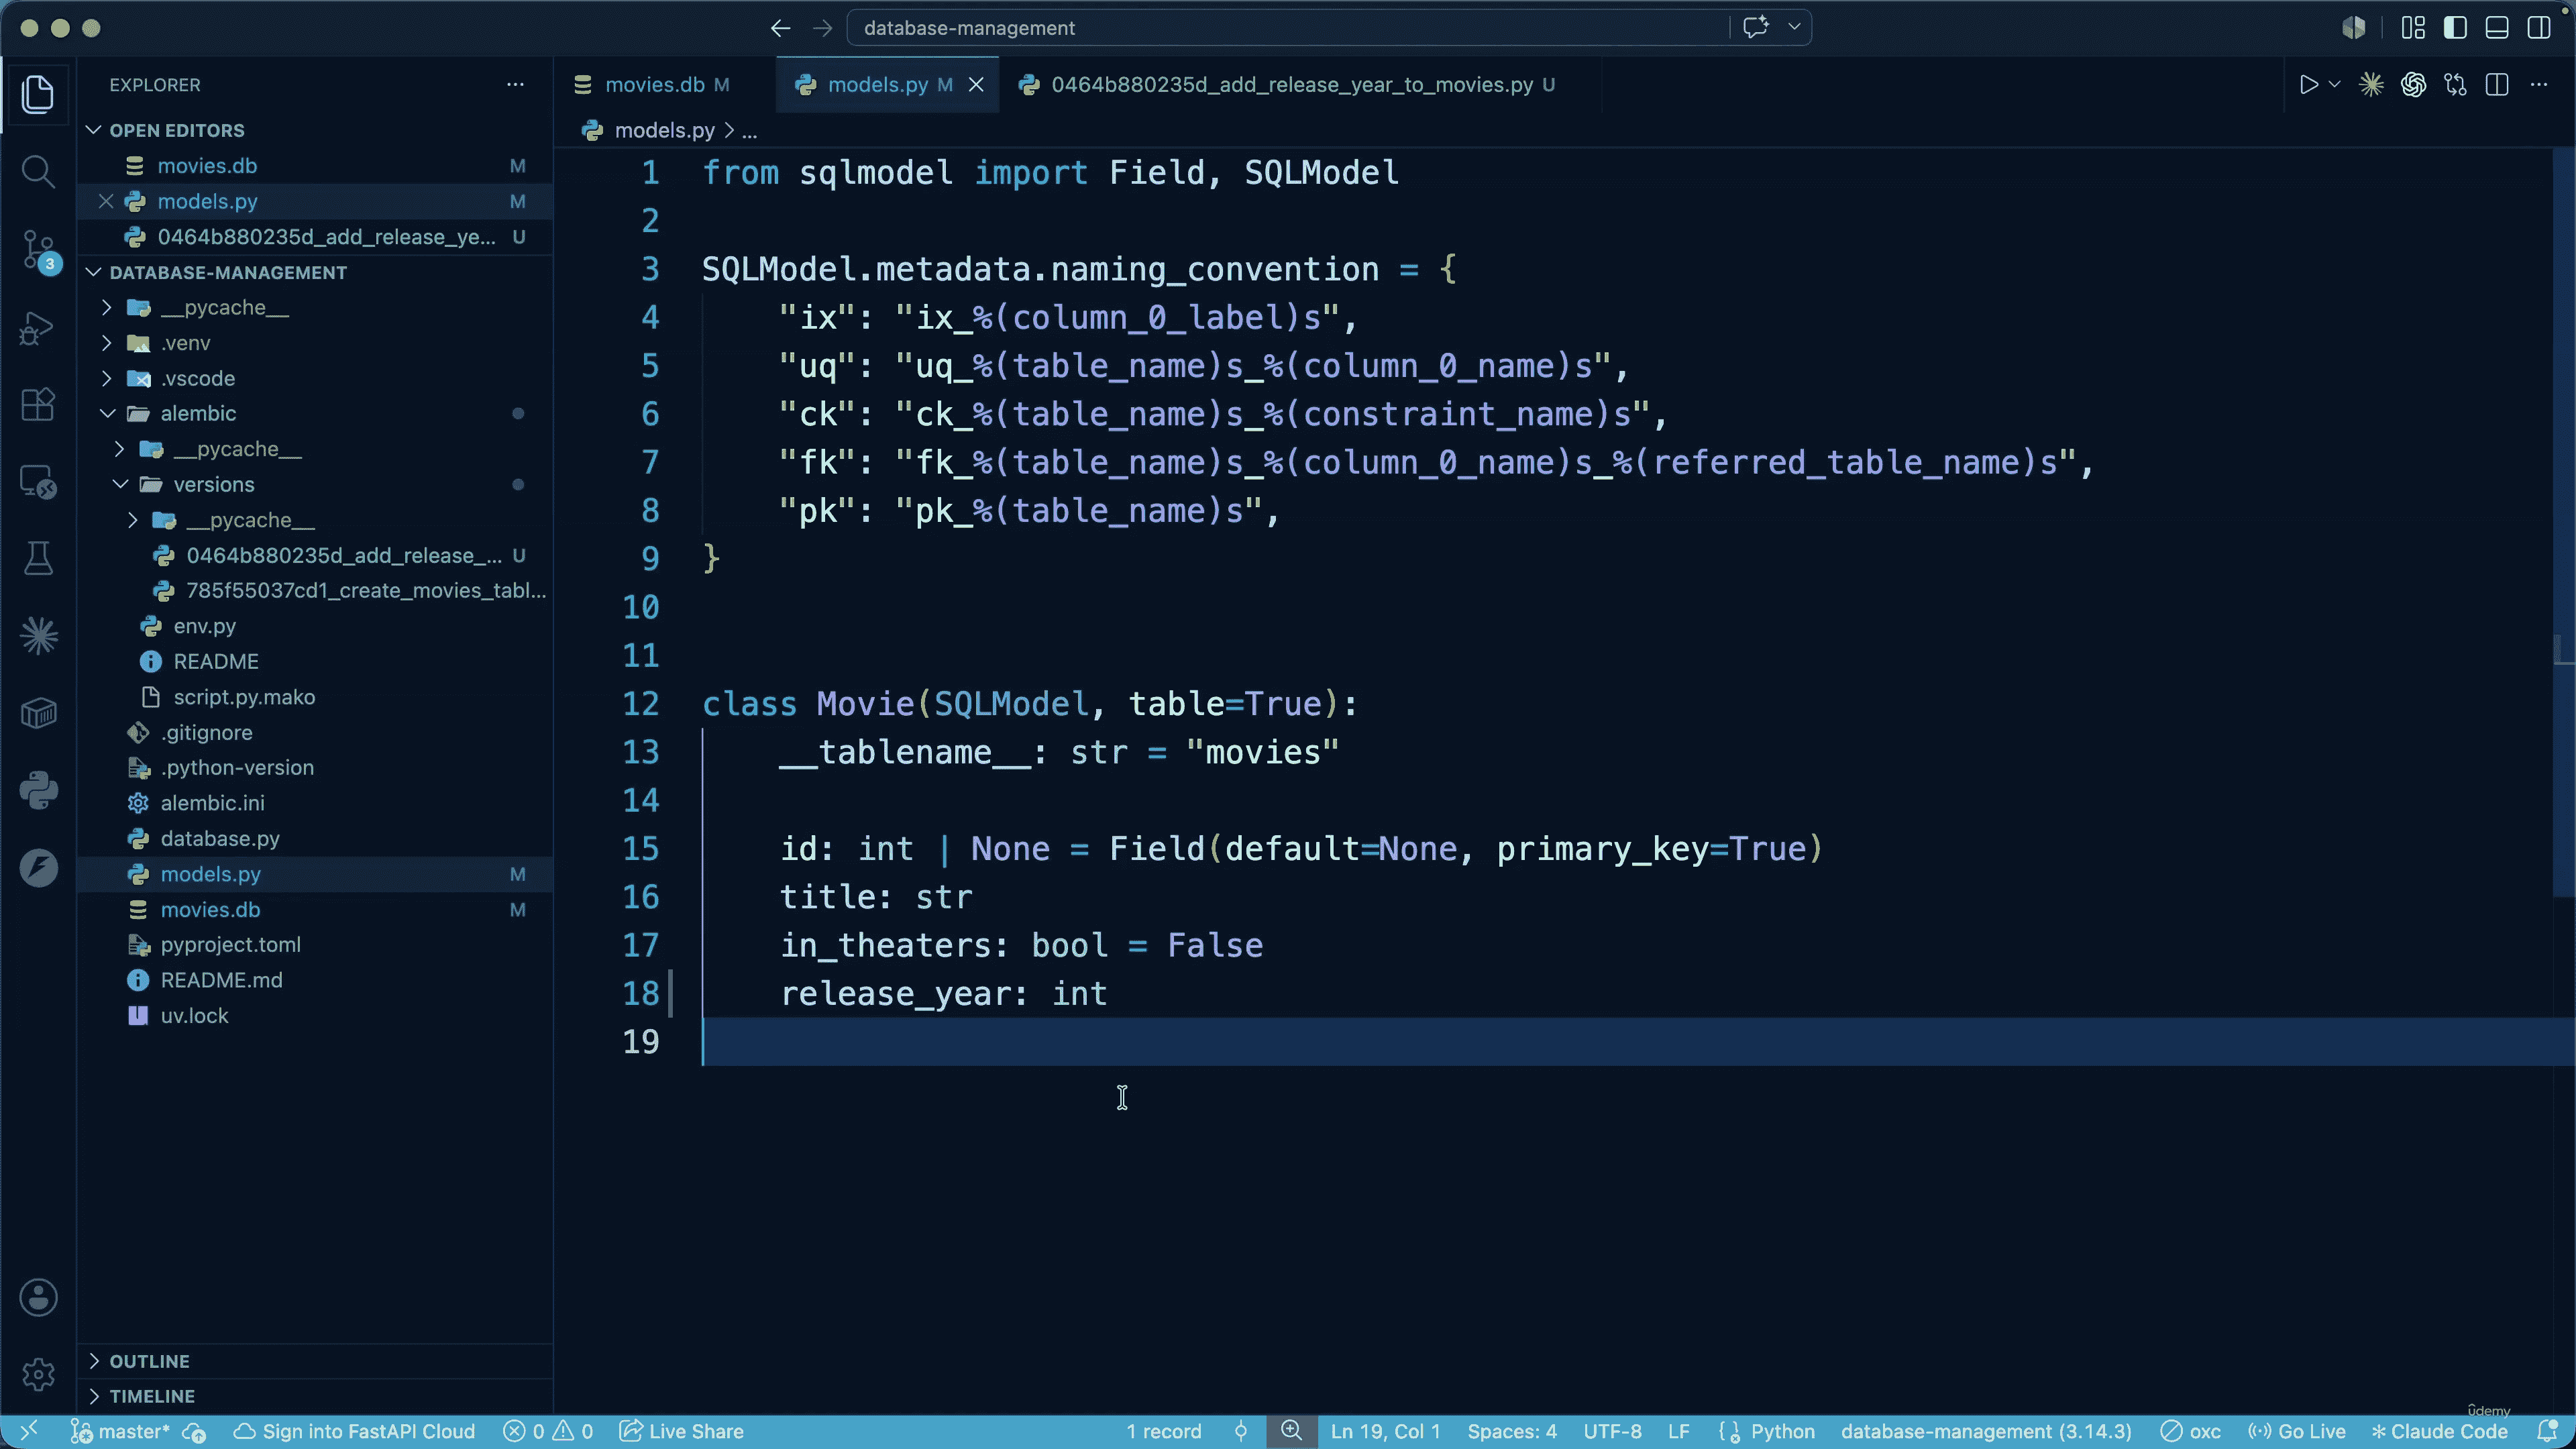 database-management
EXPLORER
OPEN EDITORS
movies.db M
models.py M
0464b880235d_add_release_ye... U
DATABASE-MANAGEMENT
__pycache__
.venv
.vscode
alembic
__pycache__
versions
__pycache__
0464b880235d_add_release_... U
785f55037cd1_create_movies_tabl...
env.py
README
script.py.mako
.gitignore
.python-version
alembic.ini
database.py
models.py M
movies.db M
pyproject.toml
README.md
uv.lock
OUTLINE
TIMELINE
3
movies.db M models.py M 0464b880235d_add_release_year_to_movies.py U
models.py > ...
1 from sqlmodel import Field, SQLModel
2
3 SQLModel.metadata.naming_convention = {
4 "ix": "ix_%(column_0_label)s",
5 "uq": "uq_%(table_name)s_%(column_0_name)s",
6 "ck": "ck_%(table_name)s_%(constraint_name)s",
7 "fk": "fk_%(table_name)s_%(column_0_name)s_%(referred_table_name)s",
8 "pk": "pk_%(table_name)s",
9 }
10
11
12 class Movie(SQLModel, table=True):
13 __tablename__: str = "movies"
14
15 id: int | None = Field(default=None, primary_key=True)
16 title: str
17 in_theaters: bool = False
18 release_year: int
19
udemy
master* Sign into FastAPI Cloud 0 0 Live Share 1 record Ln 19, Col 1 Spaces: 4 UTF-8 LF Python database-management (3.14.3) oxc Go Live Claude Code